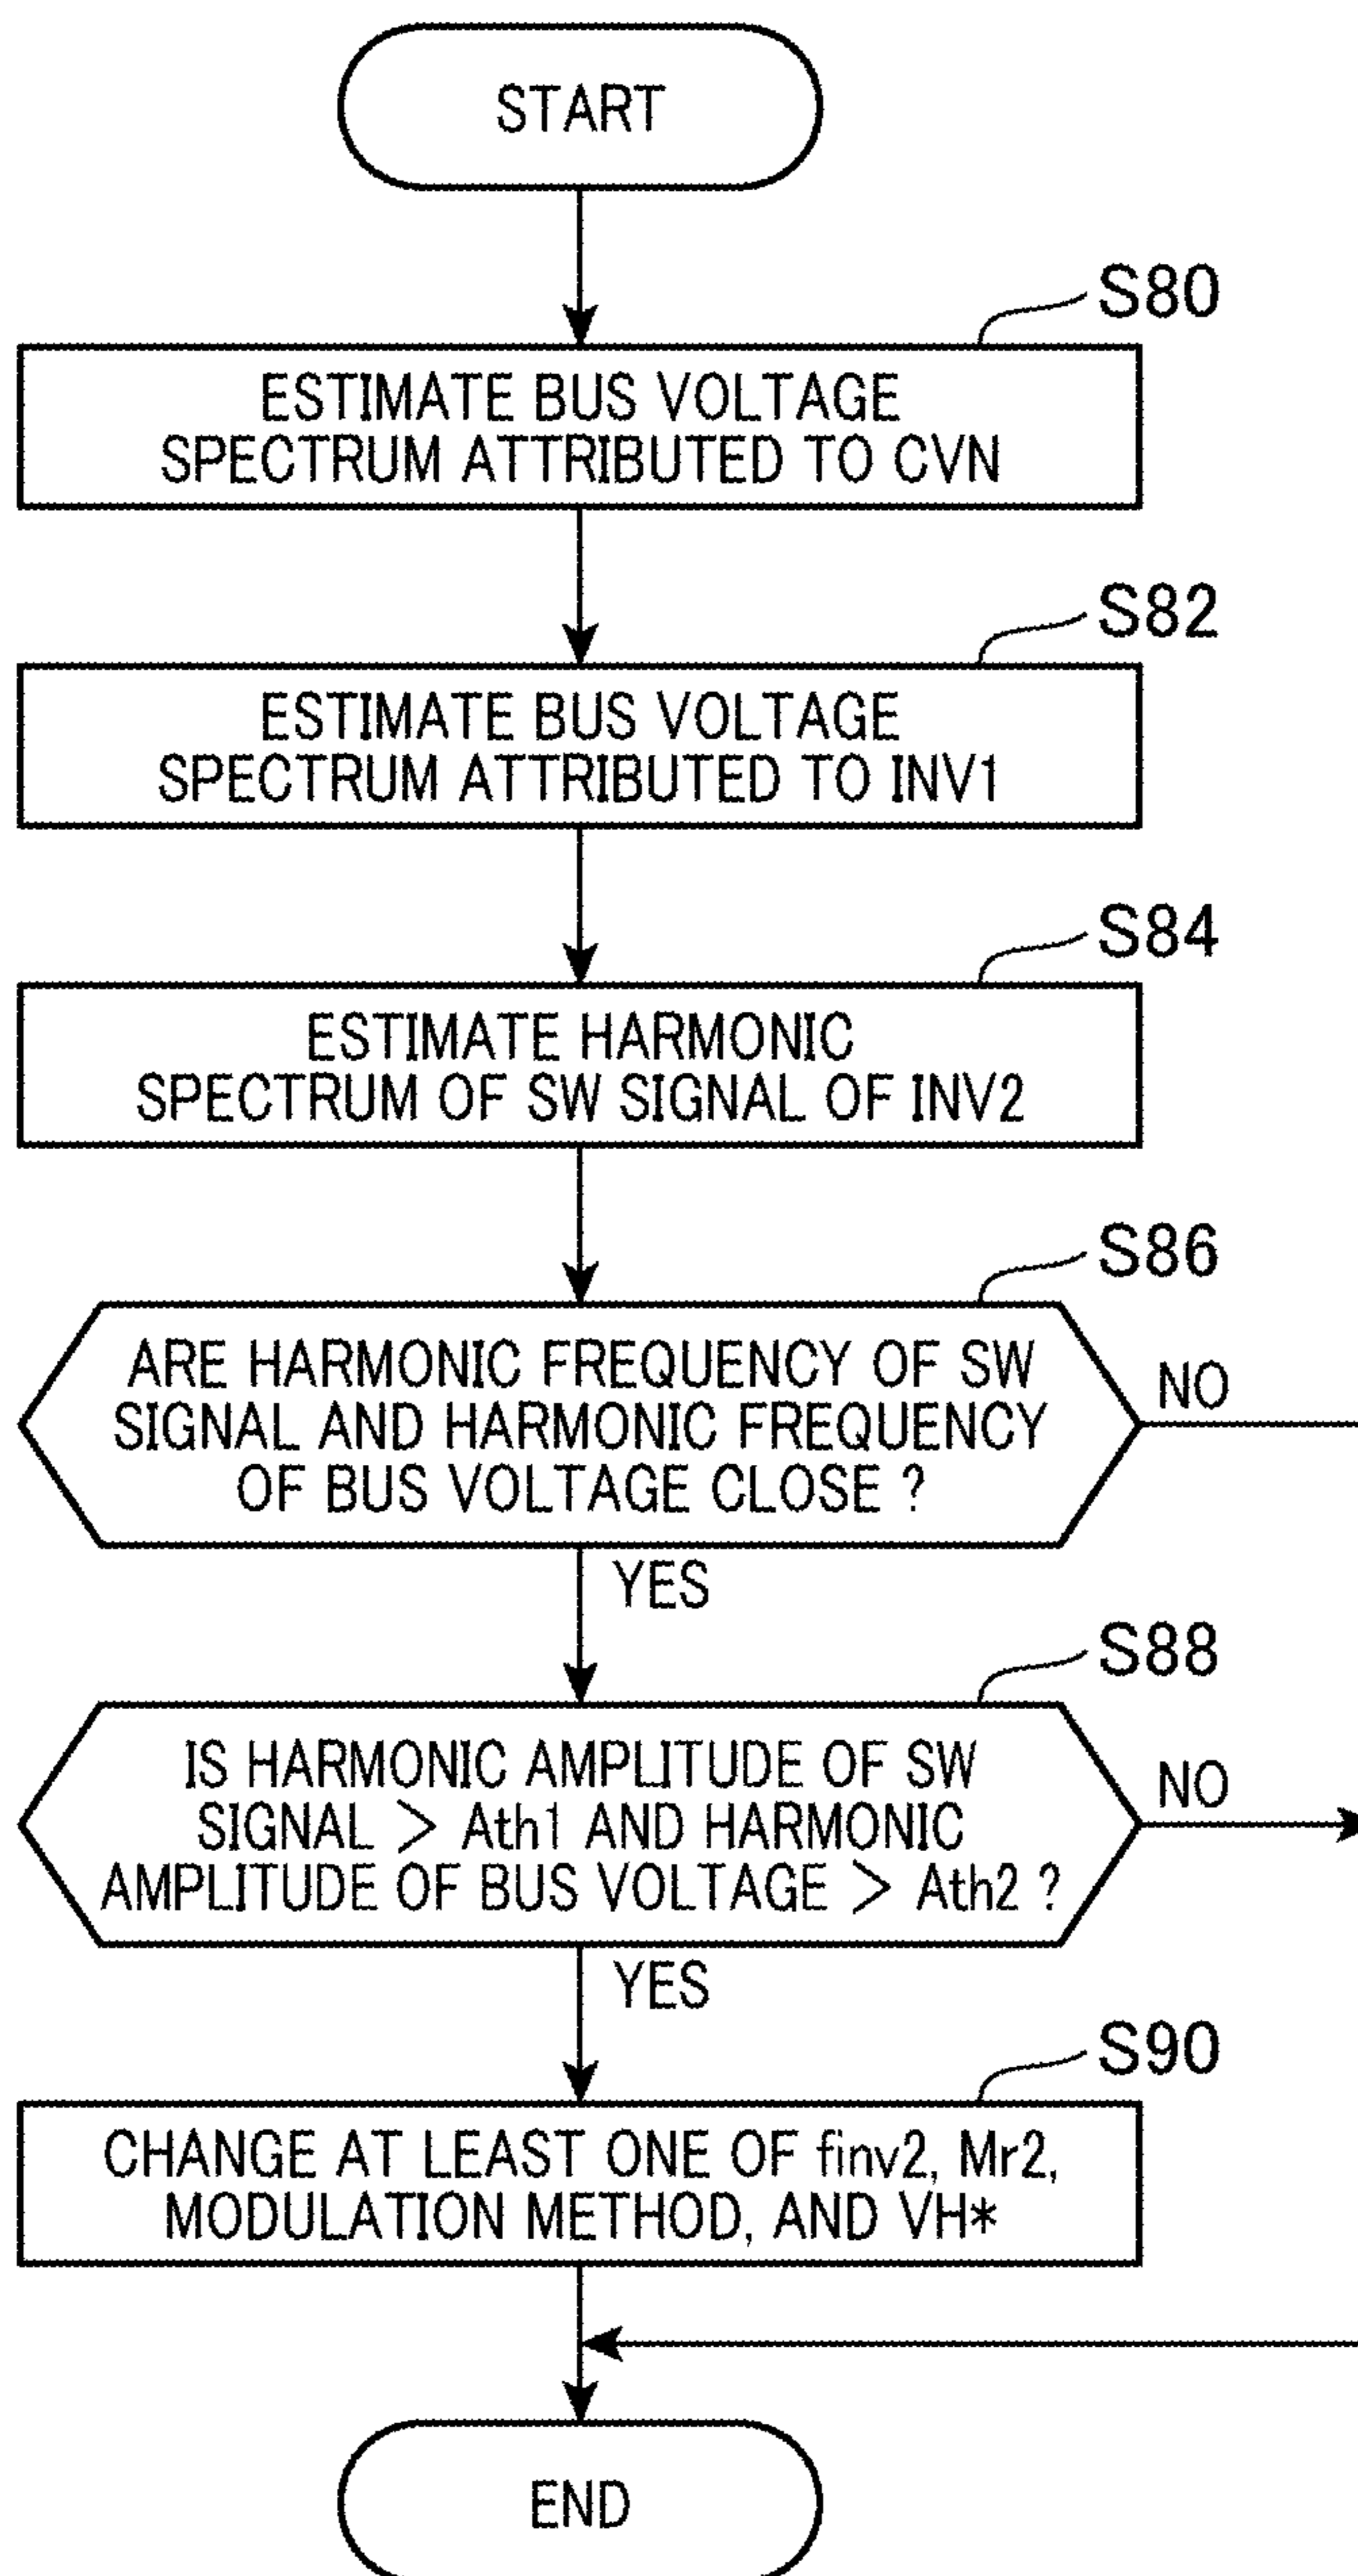 START
S80
ESTIMATE BUS VOLTAGE
SPECTRUM ATTRIBUTED TO CVN
S82
ESTIMATE BUS VOLTAGE
SPECTRUM ATTRIBUTED TO INV1
S84
ESTIMATE HARMONIC
SPECTRUM OF SW SIGNAL OF INV2
S86
ARE HARMONIC FREQUENCY OF SW
SIGNAL AND HARMONIC FREQUENCY
OF BUS VOLTAGE CLOSE ?
NO
YES
S88
IS HARMONIC AMPLITUDE OF SW
SIGNAL > Ath1 AND HARMONIC
AMPLITUDE OF BUS VOLTAGE > Ath2 ?
NO
YES
S90
CHANGE AT LEAST ONE OF finv2, Mr2,
MODULATION METHOD, AND VH*
END